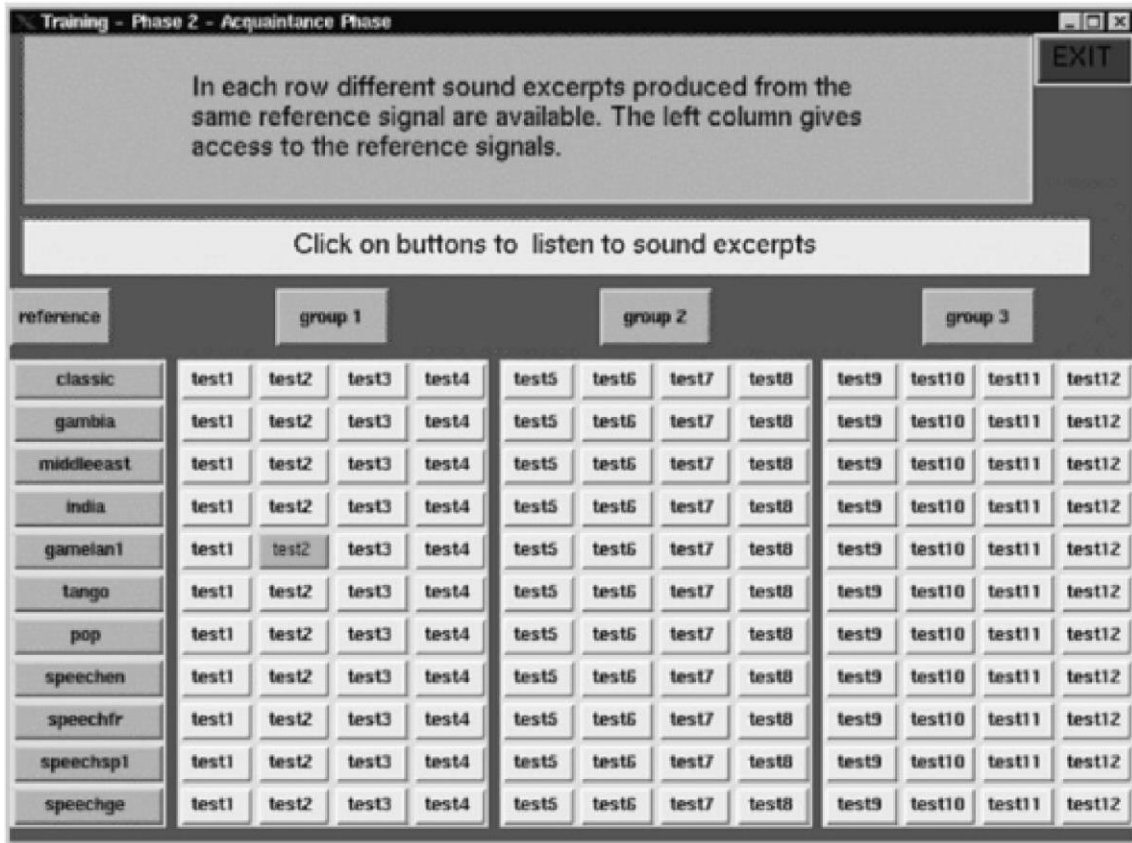 Training - Phase 2 - Acquaintance Phase
EXIT
In each row different sound excerpts produced from the
same reference signal are available. The left column gives
access to the reference signals.
Click on buttons to listen to sound excerpts
reference group 1 group 2 group 3
classic test1 test2 test3 test4 test5 test6 test7 test8 test9 test10 test11 test12
gambia test1 test2 test3 test4 test5 test6 test7 test8 test9 test10 test11 test12
middleeast test1 test2 test3 test4 test5 test6 test7 test8 test9 test10 test11 test12
india test1 test2 test3 test4 test5 test6 test7 test8 test9 test10 test11 test12
gamelan1 test1 test2 test3 test4 test5 test6 test7 test8 test9 test10 test11 test12
tango test1 test2 test3 test4 test5 test6 test7 test8 test9 test10 test11 test12
pop test1 test2 test3 test4 test5 test6 test7 test8 test9 test10 test11 test12
speechen test1 test2 test3 test4 test5 test6 test7 test8 test9 test10 test11 test12
speechfr test1 test2 test3 test4 test5 test6 test7 test8 test9 test10 test11 test12
speechsp1 test1 test2 test3 test4 test5 test6 test7 test8 test9 test10 test11 test12
speechge test1 test2 test3 test4 test5 test6 test7 test8 test9 test10 test11 test12